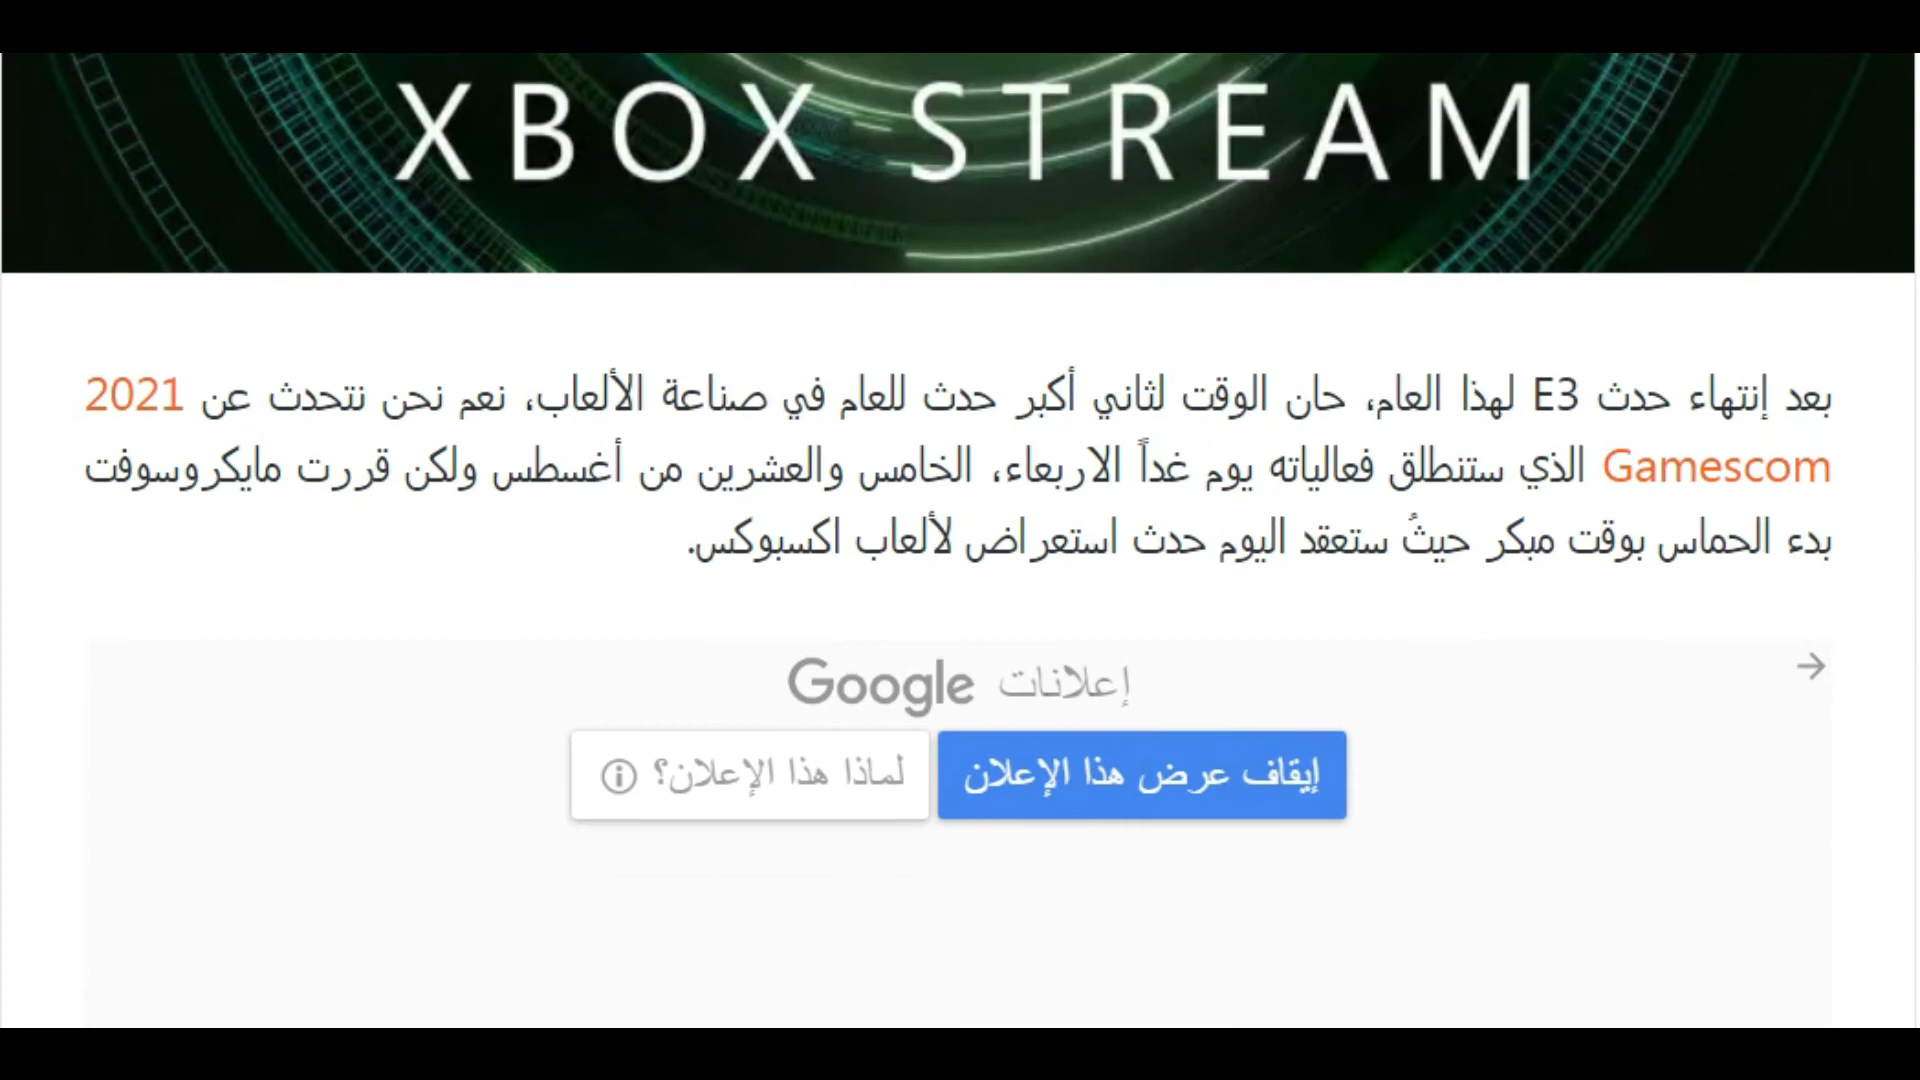 XBOX STREAM
بعد إنتهاء حدث E3 لهذا العام، حان الوقت لثاني أكبر حدث للعام في صناعة الألعاب، نعم نحن نتحدث عن 2021
Gamescom الذي ستنطلق فعالياته يوم غداً الاربعاء، الخامس والعشرين من أغسطس ولكن قررت مايكروسوفت
بدء الحماس بوقت مبكر حيثُ ستعقد اليوم حدث استعراض لألعاب اكسبوكس.
إعلانات Google
إيقاف عرض هذا الإعلان
لماذا هذا الإعلان؟